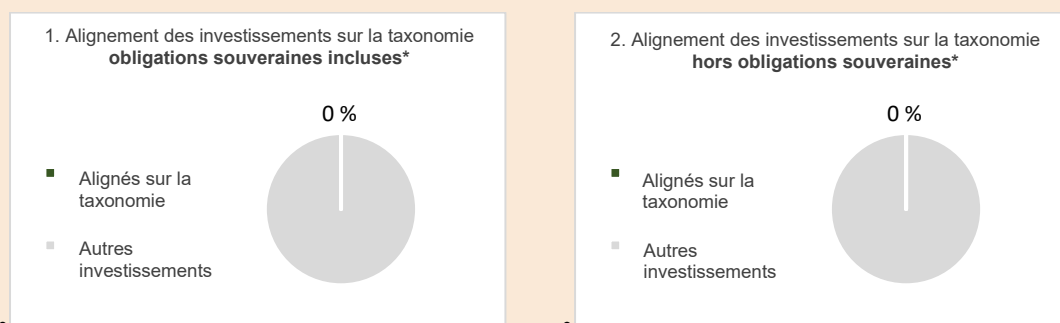 1. Alignement des investissements sur la taxonomie
obligations souveraines incluses*
0 %
Alignés sur la
taxonomie
Autres
investissements
2. Alignement des investissements sur la taxonomie
hors obligations souveraines*
0 %
Alignés sur la
taxonomie
Autres
investissements